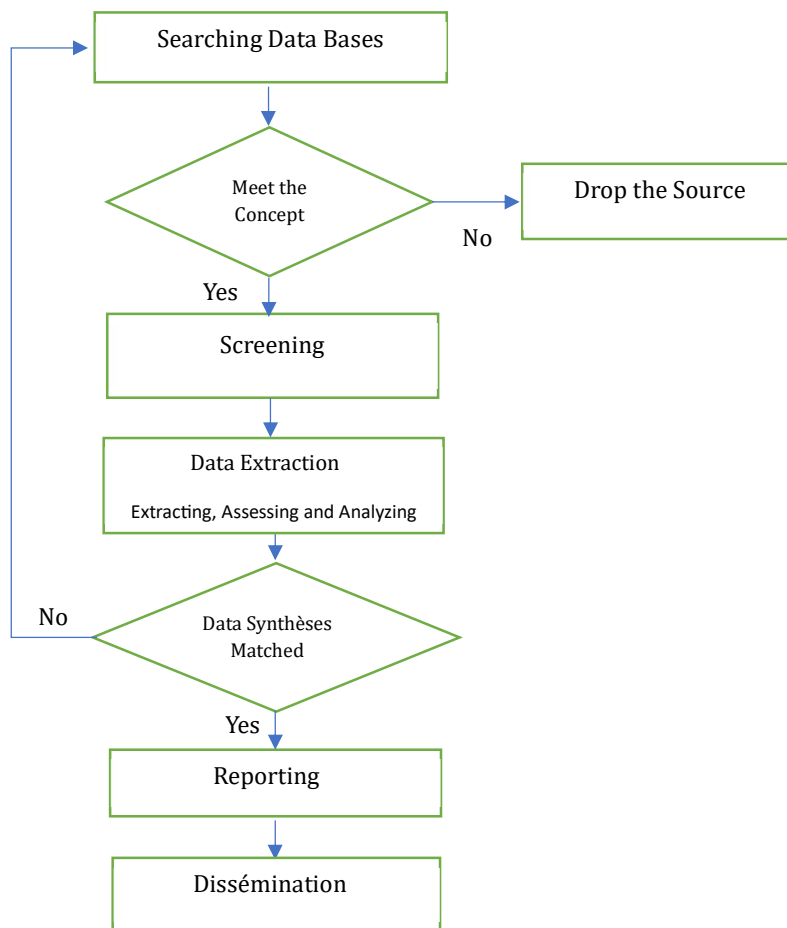 Searching Data Bases
Meet the
Concept
Drop the Source
No
Yes
Screening
Data Extraction
Extracting, Assessing and Analyzing
No
Data Synthèses
Matched
Yes
Reporting
Dissémination